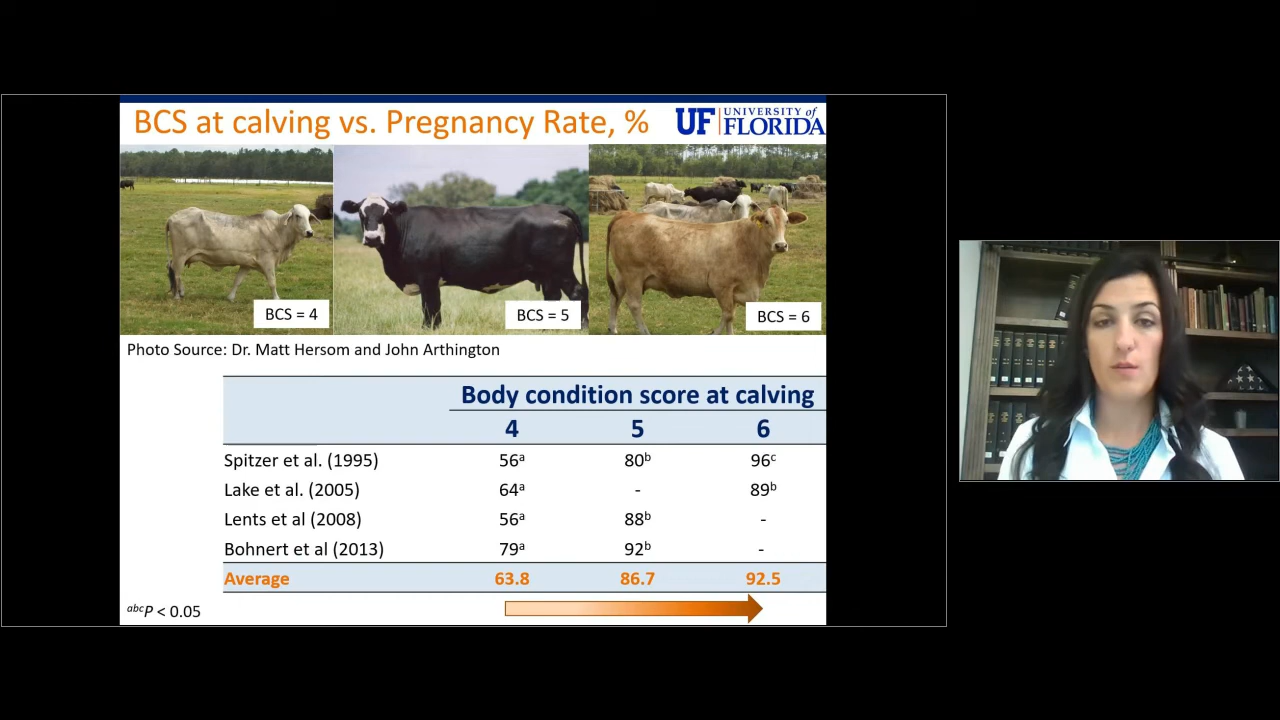 BCS at calving vs. Pregnancy Rate, %
UF UNIVERSITY of FLORIDA
BCS = 4
BCS = 5
BCS = 6
Photo Source: Dr. Matt Hersom and John Arthington
Body condition score at calving
4 5 6
Spitzer et al. (1995) 56ᵃ 80ᵇ 96ᶜ
Lake et al. (2005) 64ᵃ - 89ᵇ
Lents et al (2008) 56ᵃ 88ᵇ -
Bohnert et al (2013) 79ᵃ 92ᵇ -
Average 63.8 86.7 92.5
ᵃᵇᶜP < 0.05